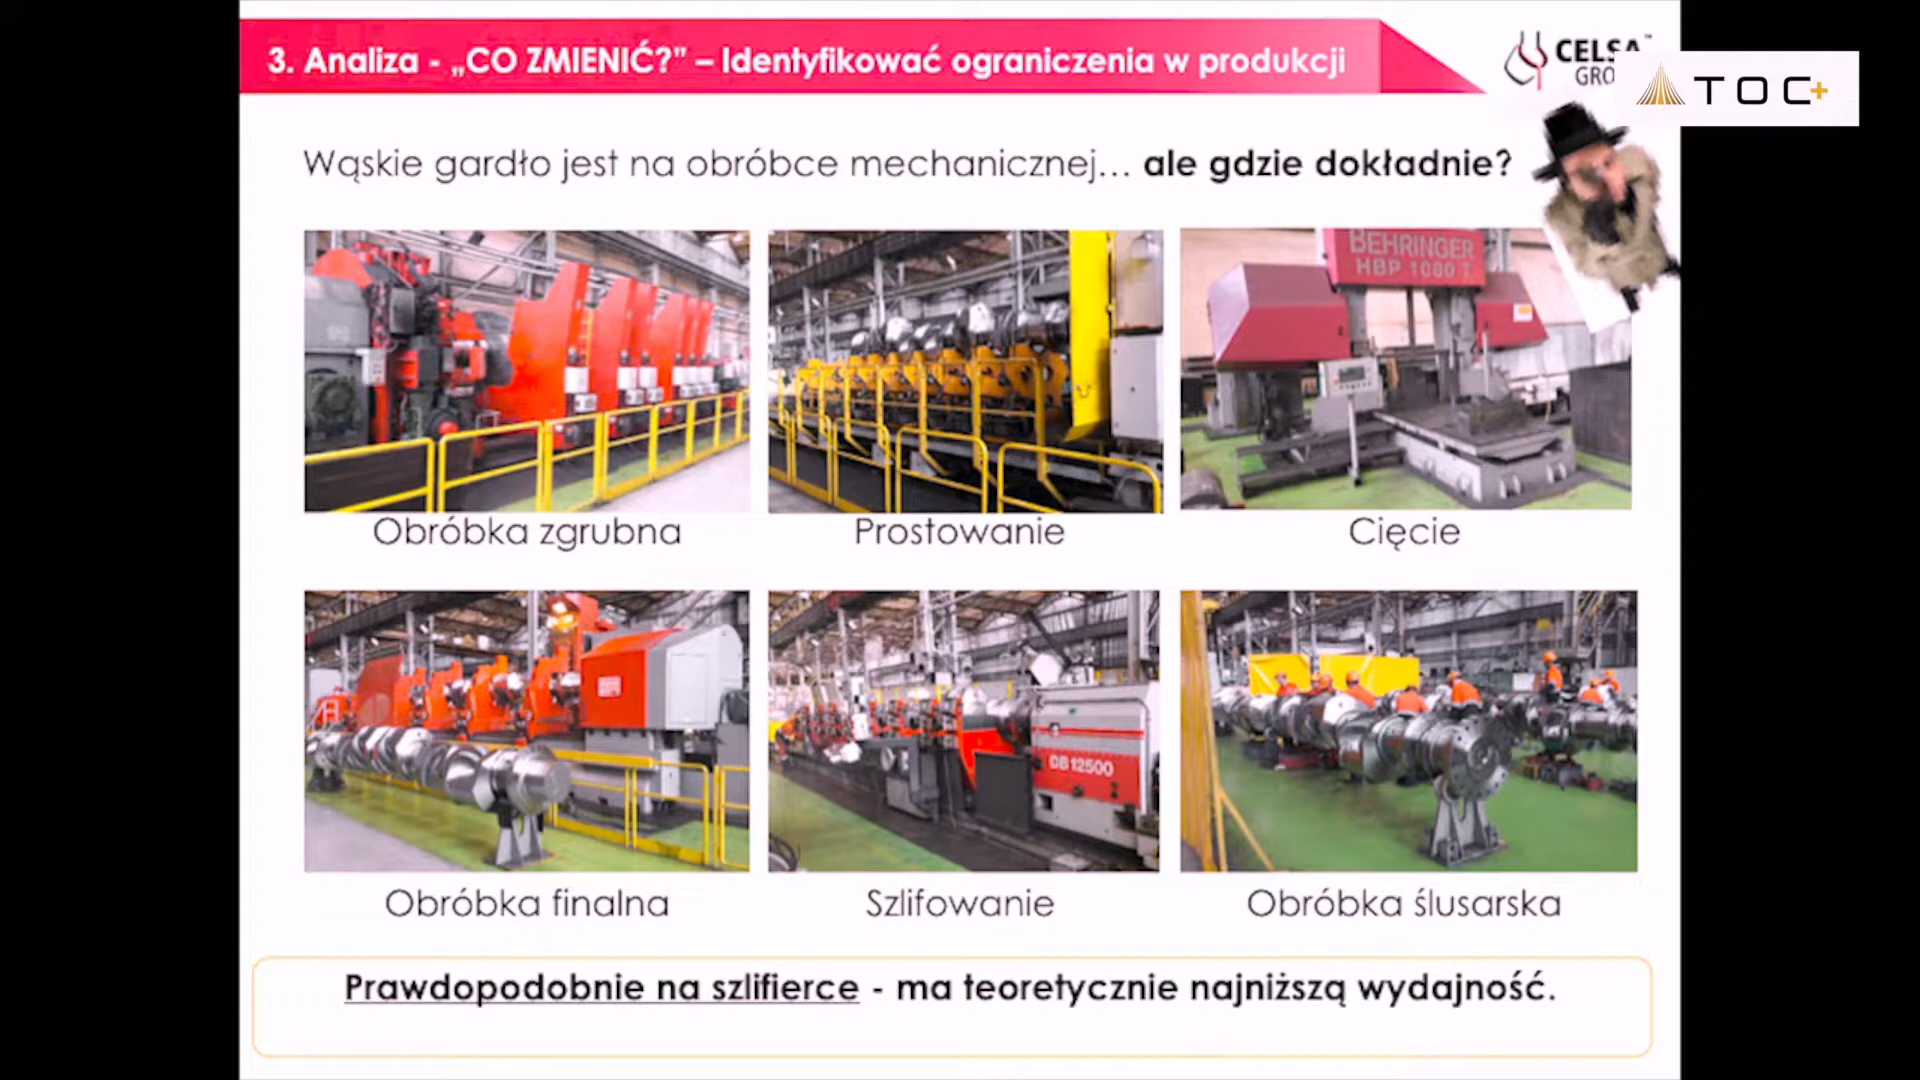 3. Analiza - „CO ZMIENIĆ?” – Identyfikować ograniczenia w produkcji
CELSA™
GRO
TOC+
Wąskie gardło jest na obróbce mechanicznej... ale gdzie dokładnie?
BEHRINGER
HBP 1080 T
Obróbka zgrubna
Prostowanie
Cięcie
DB 12500
Obróbka finalna
Szlifowanie
Obróbka ślusarska
Prawdopodobnie na szlifierce - ma teoretycznie najniższą wydajność.